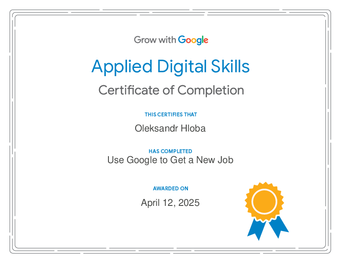 Grow with Google
Applied Digital Skills
Certificate of Completion
THIS CERTIFIES THAT
Oleksandr Hloba
HAS COMPLETED
Use Google to Get a New Job
AWARDED ON
April 12, 2025